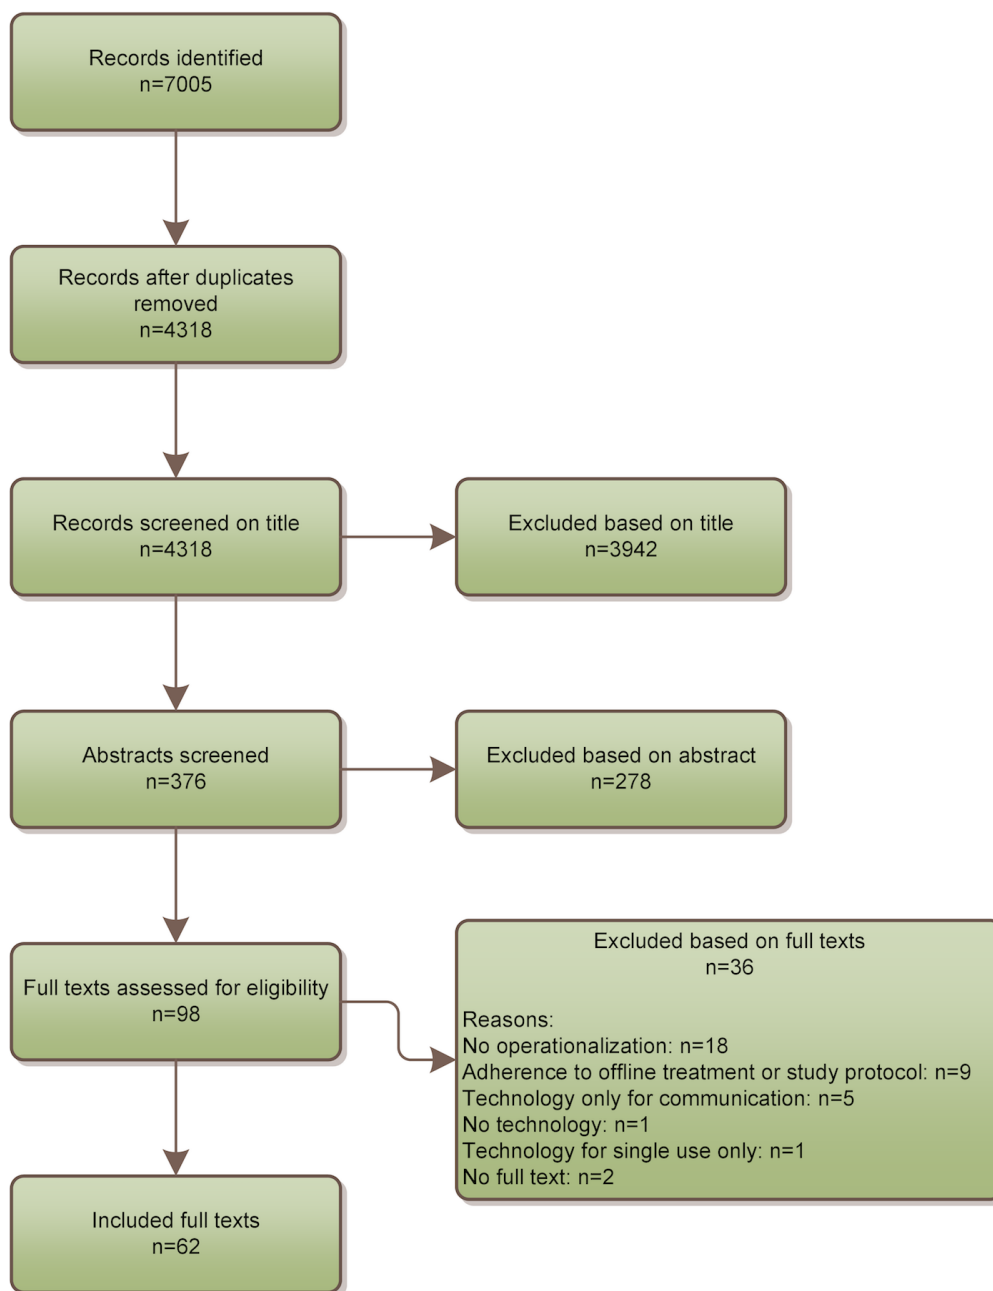 Records identified
n=7005
Records after duplicates
removed
n=4318
Records screened on title
n=4318
Excluded based on title
n=3942
Abstracts screened
n=376
Excluded based on abstract
n=278
Full texts assessed for eligibility
n=98
Excluded based on full texts
n=36
Reasons:
No operationalization: n=18
Adherence to offline treatment or study protocol: n=9
Technology only for communication: n=5
No technology: n=1
Technology for single use only: n=1
No full text: n=2
Included full texts
n=62